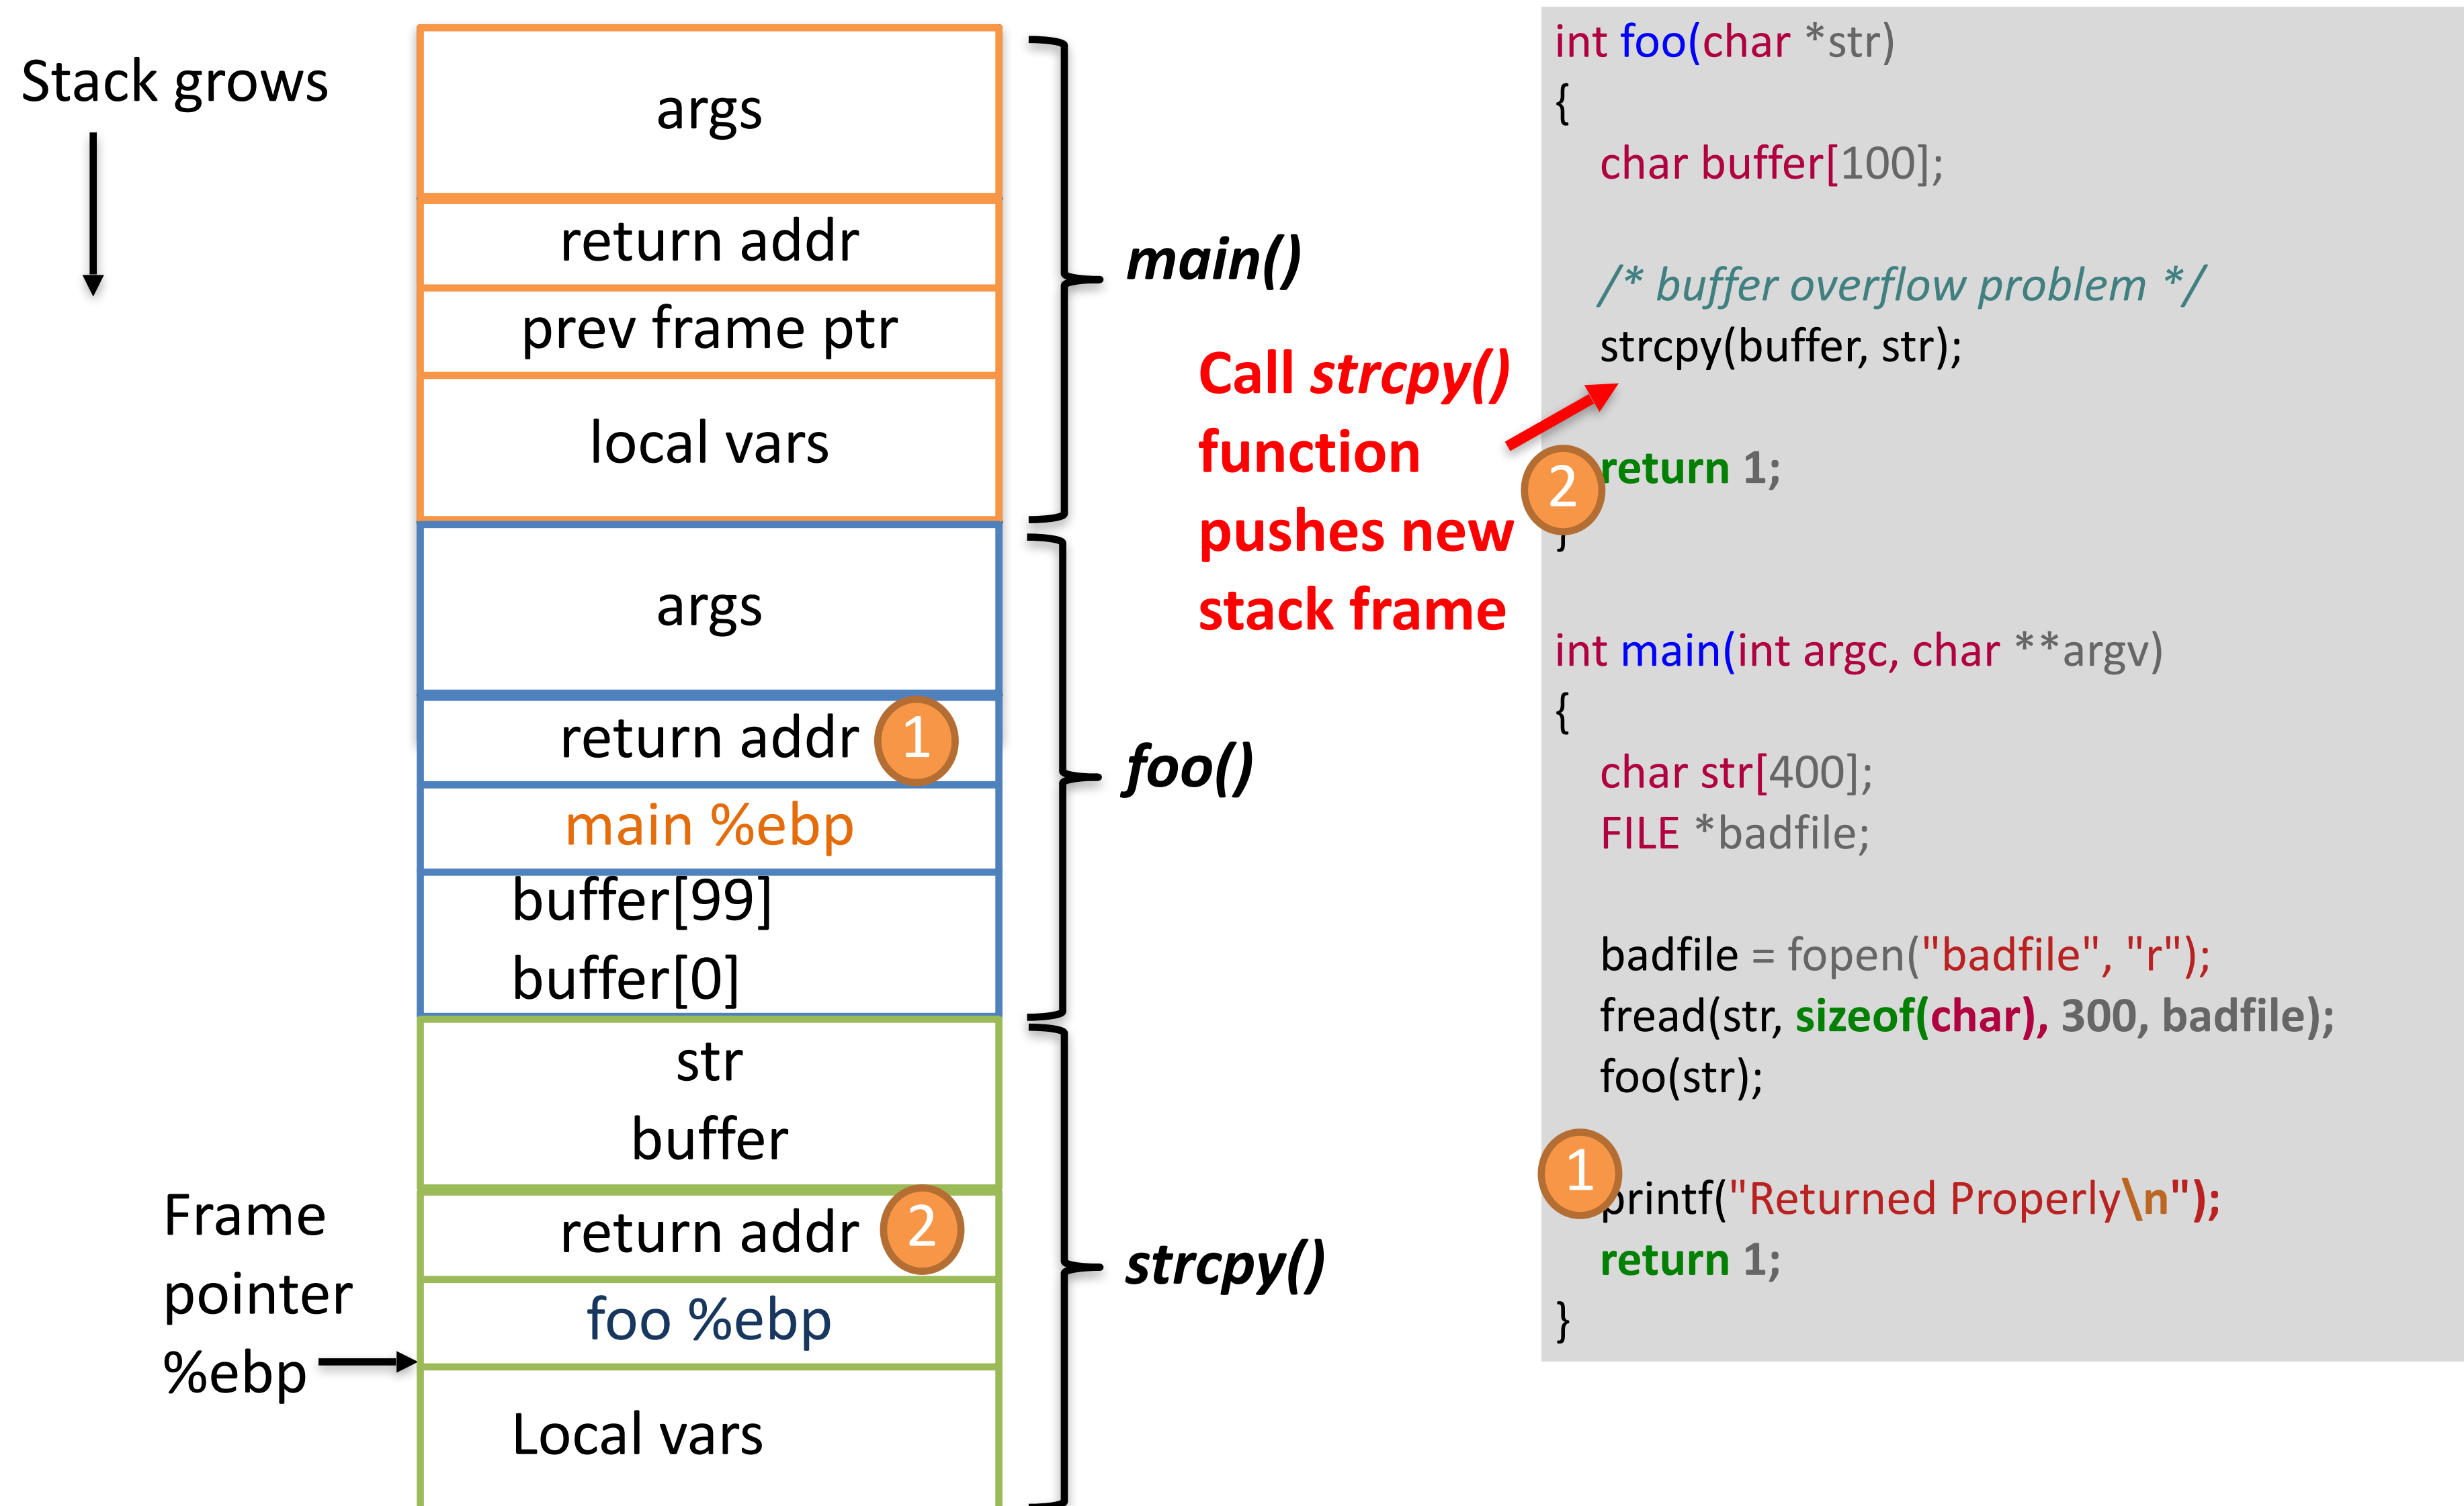 Stack grows
args
return addr
prev frame ptr
local vars
main()
args
return addr 1
main %ebp
buffer[99]
buffer[0]
foo()
str
buffer
return addr 2
foo %ebp
Local vars
strcpy()
Frame
pointer
%ebp
Call strcpy()
function
pushes new
stack frame
int foo(char *str)
{
char buffer[100];
/* buffer overflow problem */
strcpy(buffer, str);
2
return 1;
}
int main(int argc, char **argv)
{
char str[400];
FILE *badfile;
badfile = fopen("badfile", "r");
fread(str, sizeof(char), 300, badfile);
foo(str);
1
printf("Returned Properly\n");
return 1;
}